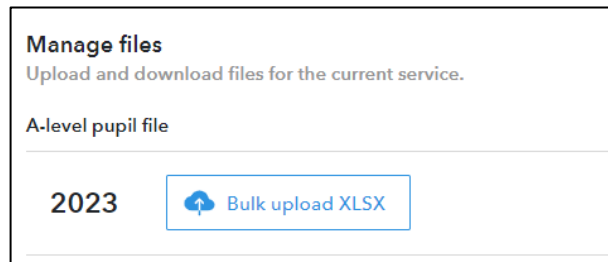 Manage files
Upload and download files for the current service.
A-level pupil file
2023 Bulk upload XLSX